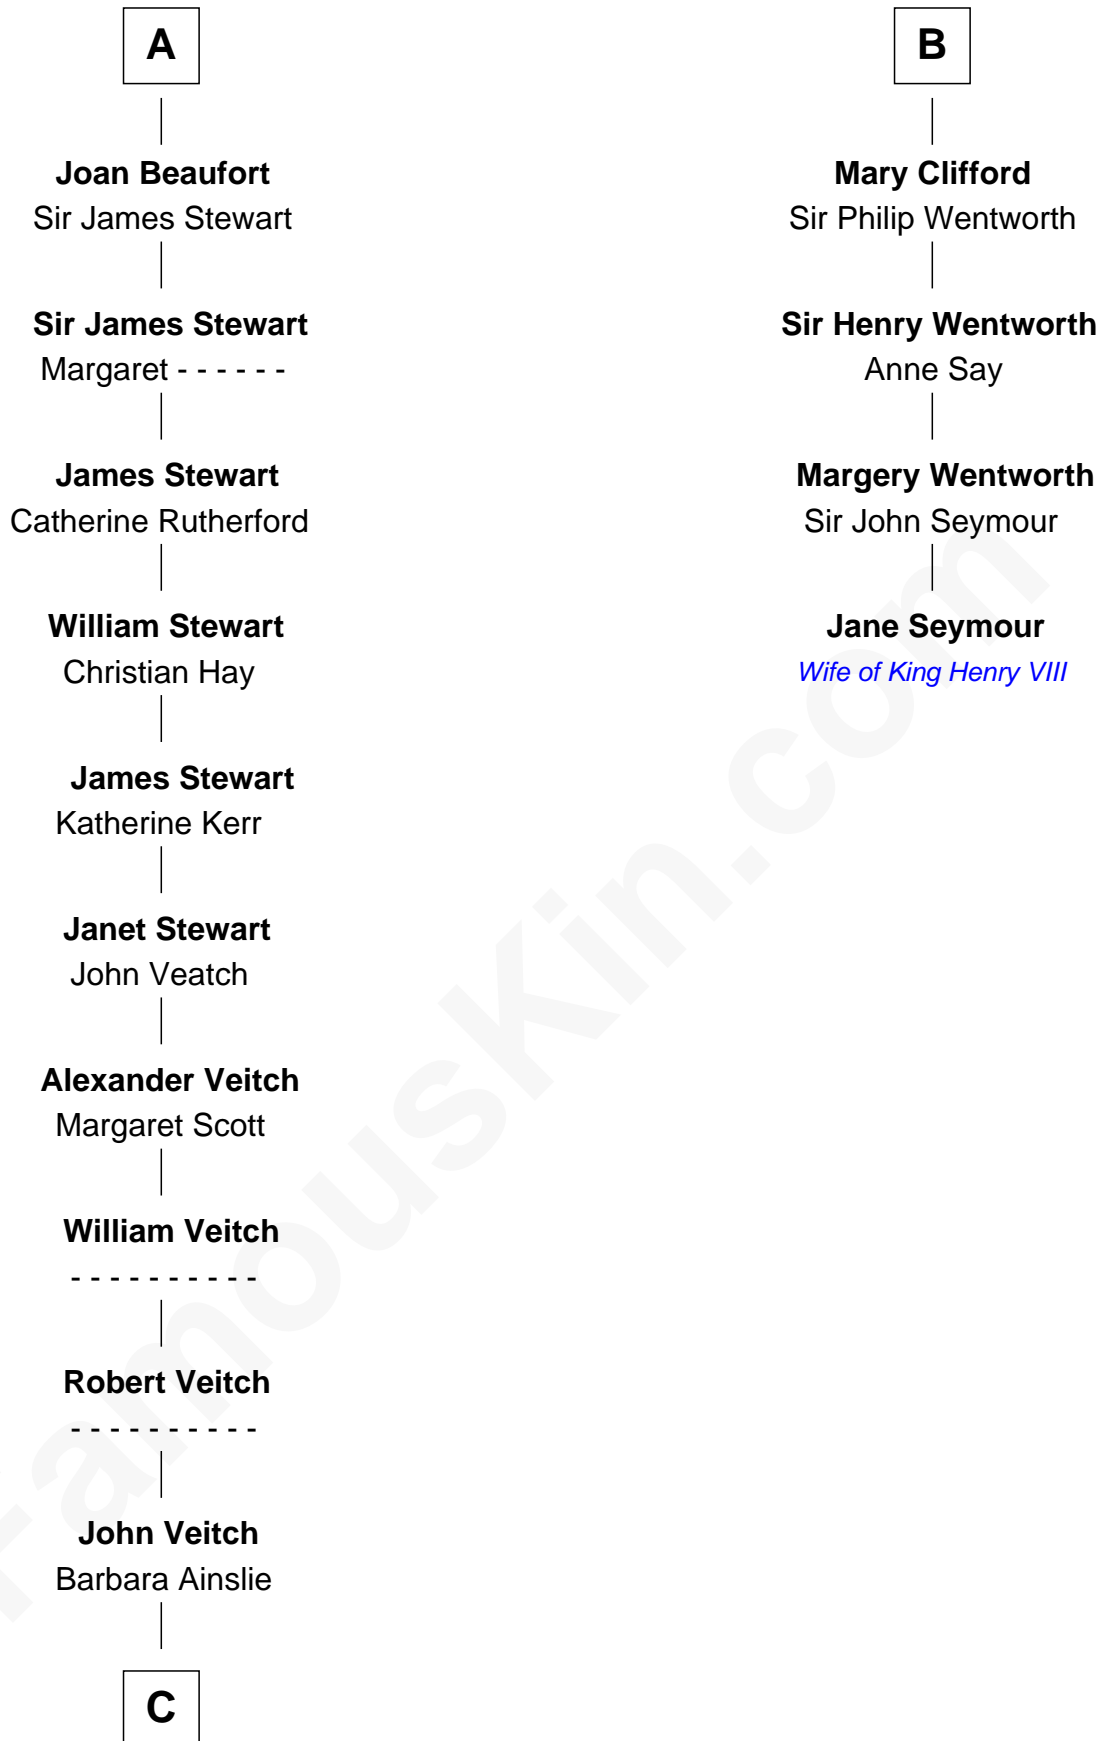 A
Joan Beaufort
Sir James Stewart
Sir James Stewart
Margaret - - - - - -
James Stewart
Catherine Rutherford
William Stewart
Christian Hay
James Stewart
Katherine Kerr
Janet Stewart
John Veatch
Alexander Veitch
Margaret Scott
William Veitch
- - - - - - - - - -
Robert Veitch
- - - - - - - - - -
John Veitch
Barbara Ainslie
C
B
Mary Clifford
Sir Philip Wentworth
Sir Henry Wentworth
Anne Say
Margery Wentworth
Sir John Seymour
Jane Seymour
Wife of King Henry VIII
FamousKin.com